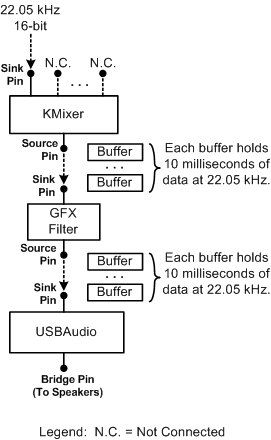 22.05 kHz
16-bit
N.C. N.C.
Sink
Pin
. . .
KMixer
Source
Pin
Buffer
. . .
Sink
Pin
Buffer
Each buffer holds
10 milliseconds of
data at 22.05 kHz.
GFX
Filter
Source
Pin
Buffer
. . .
Sink
Pin
Buffer
Each buffer holds
10 milliseconds of
data at 22.05 kHz.
USBAudio
Bridge Pin
(To Speakers)
Legend: N.C. = Not Connected